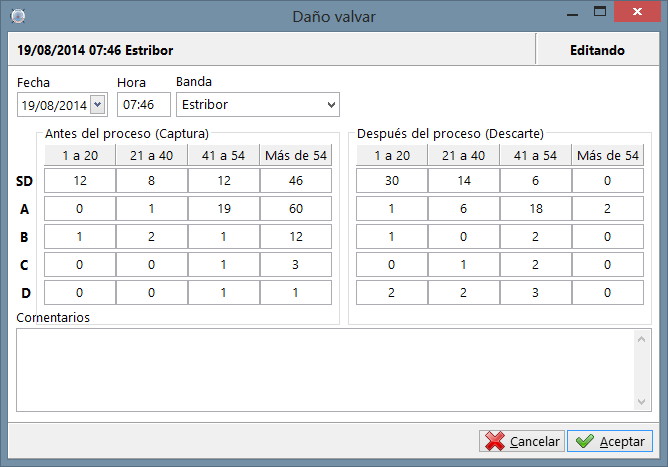 Daño valvar
19/08/2014 07:46 Estribor Editando
Fecha Hora Banda
19/08/2014 07:46 Estribor
Antes del proceso (Captura) Después del proceso (Descarte)
1 a 20 21 a 40 41 a 54 Más de 54 1 a 20 21 a 40 41 a 54 Más de 54
SD 12 8 12 46 30 14 6 0
A 0 1 19 60 1 6 18 2
B 1 2 1 12 1 0 2 0
C 0 0 1 3 0 1 2 0
D 0 0 1 1 2 2 3 0
Comentarios
Cancelar Aceptar